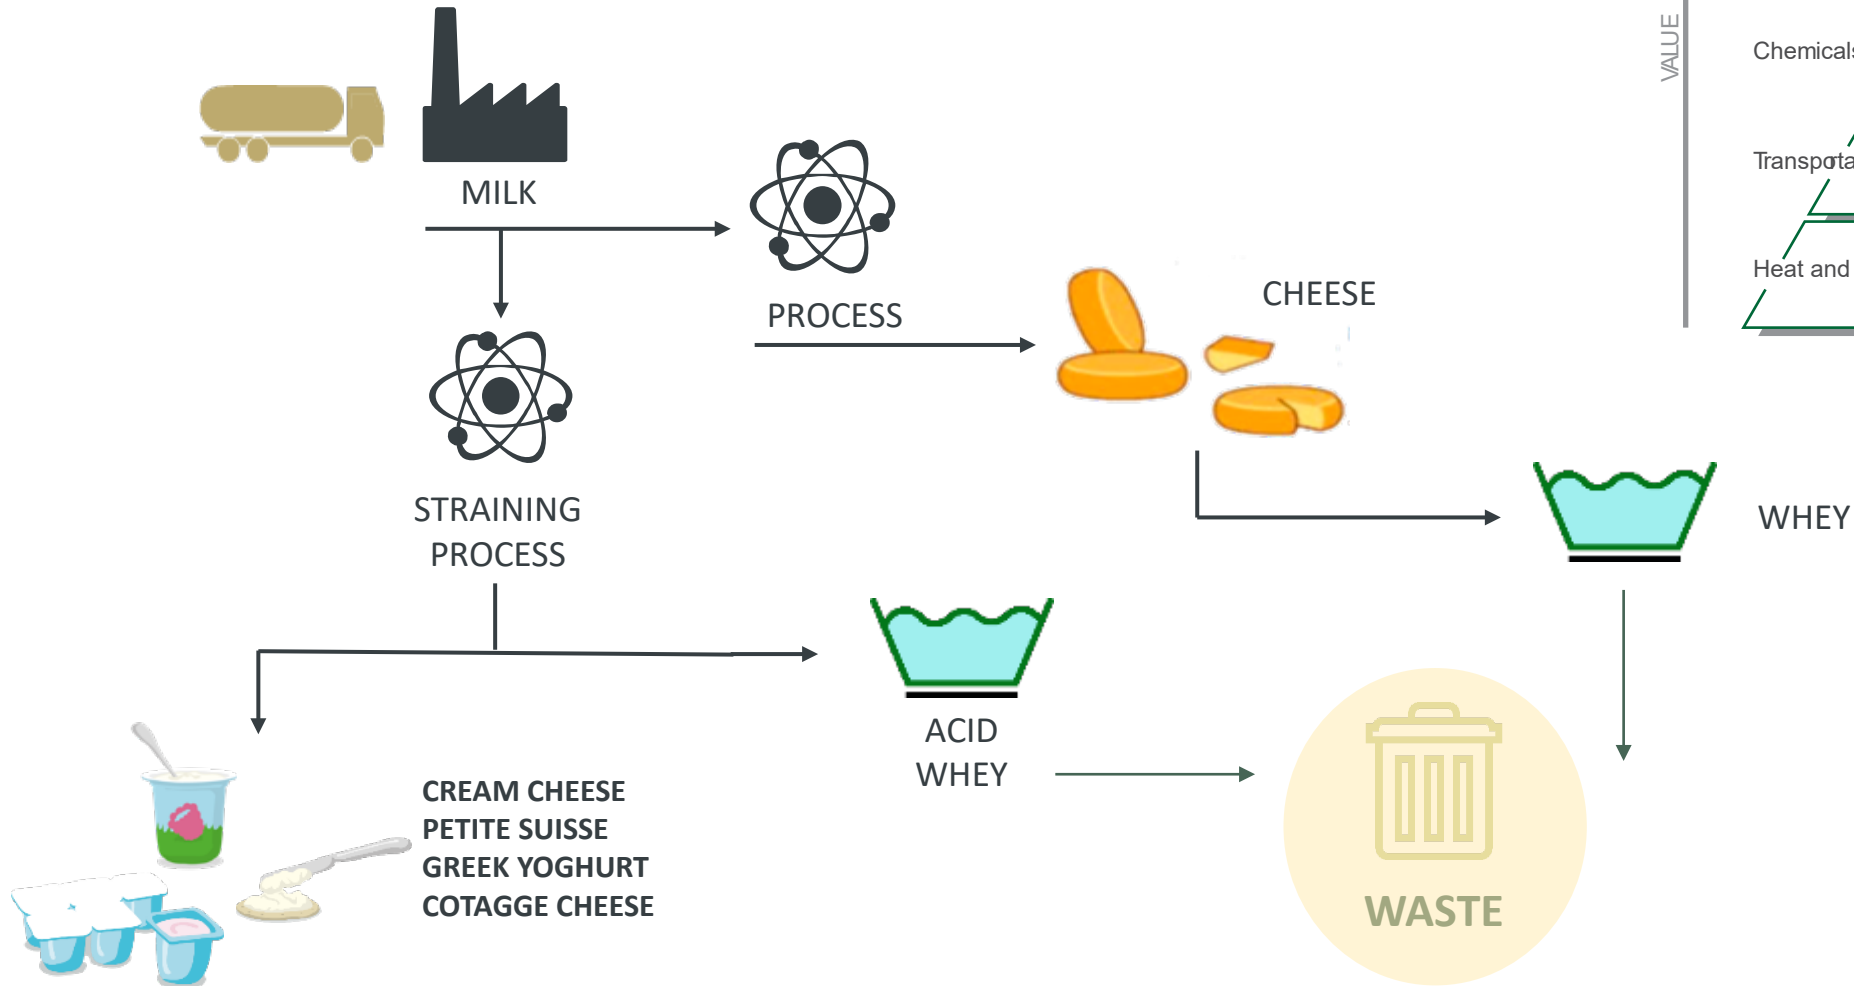 VALUE
Chemicals
MILK
Transporta
Heat and
PROCESS
CHEESE
STRAINING
PROCESS
WHEY
ACID
WHEY
CREAM CHEESE
PETITE SUISSE
GREEK YOGHURT
COTAGGE CHEESE
WASTE